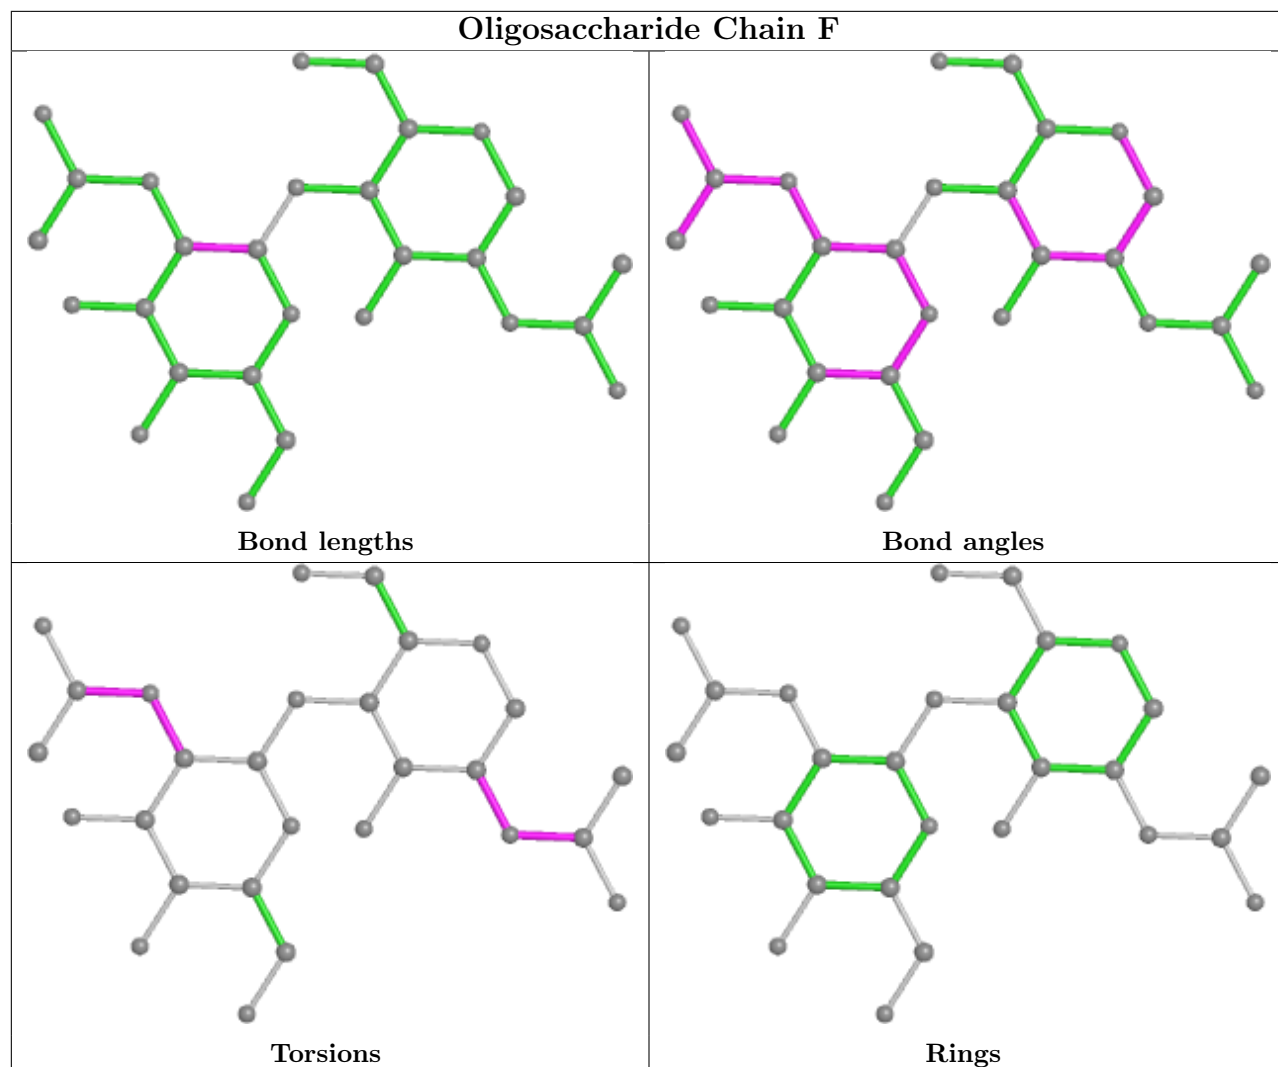 Oligosaccharide Chain F
Bond lengths
Bond angles
Torsions
Rings